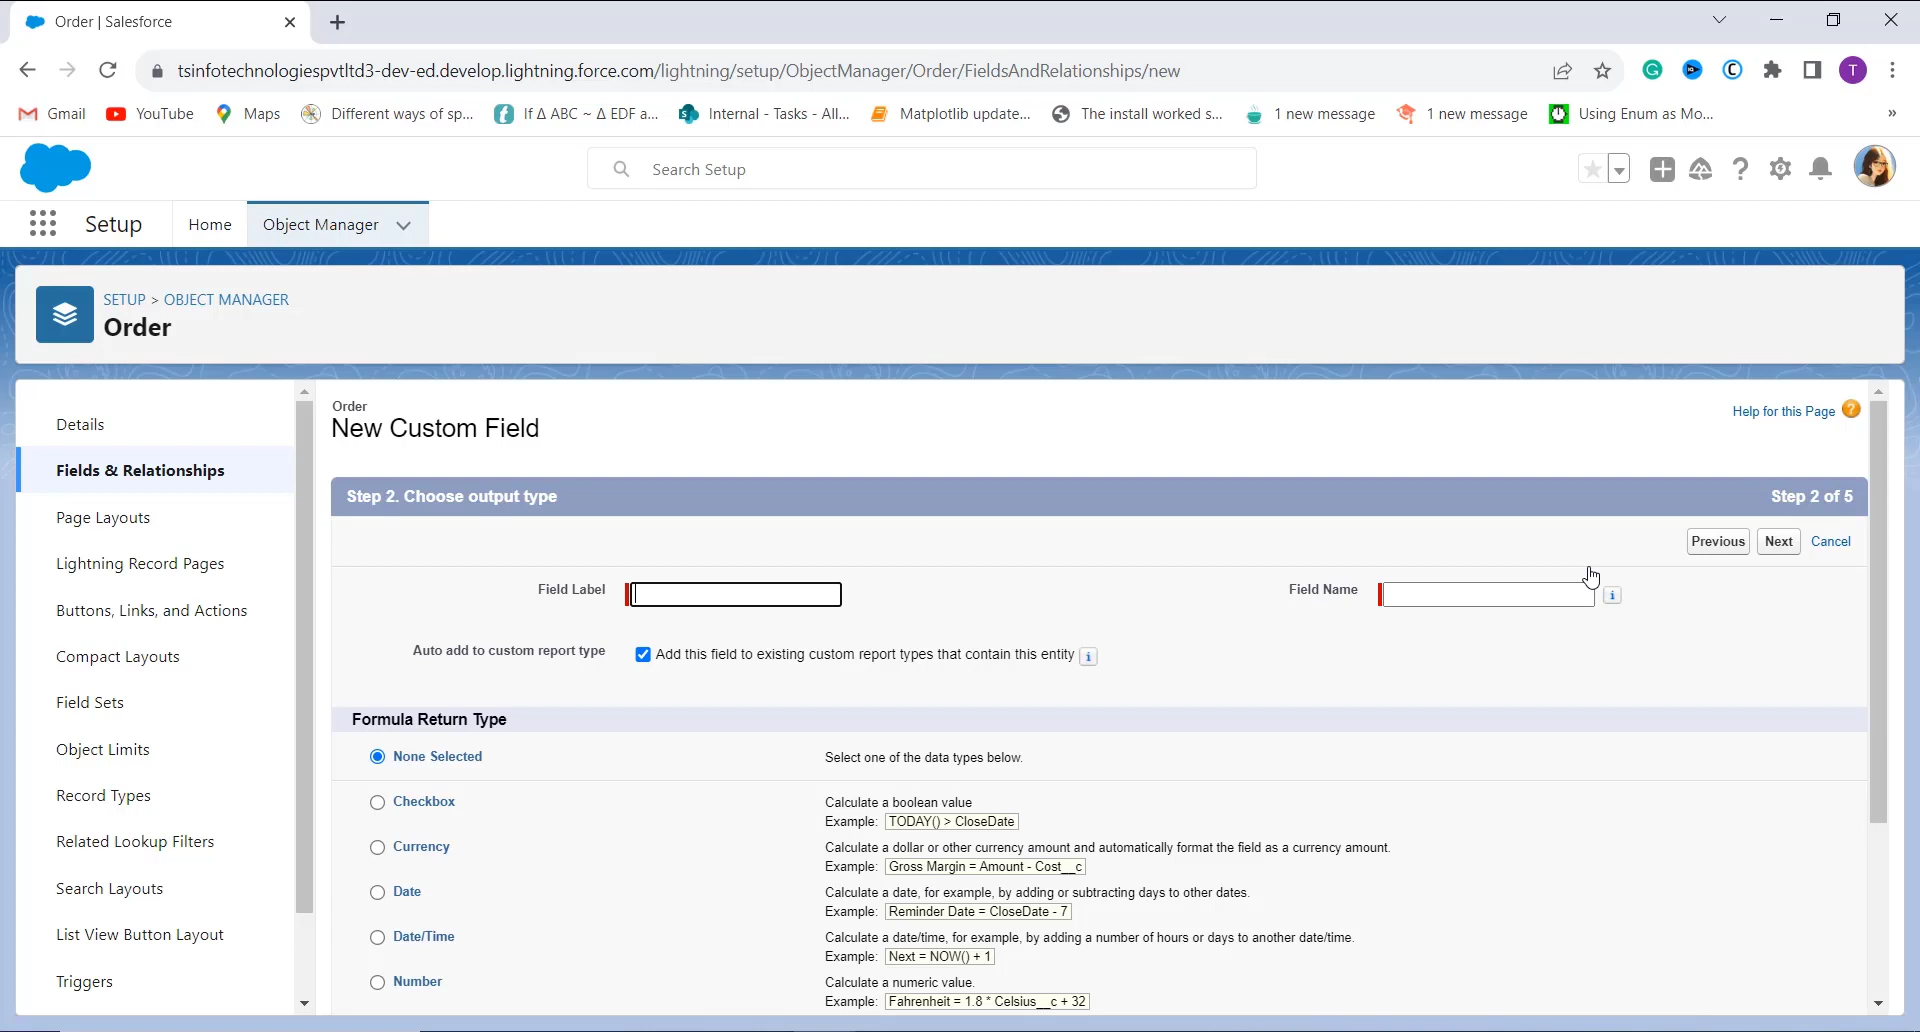 Order | Salesforce
tsinfotechnologiespvtltd3-dev-ed.develop.lightning.force.com/lightning/setup/ObjectManager/Order/FieldsAndRelationships/new
T
Gmail YouTube Maps Different ways of sp... If Δ ABC ~ Δ EDF a... Internal - Tasks - All... Matplotlib update... The install worked s... 1 new message 1 new message Using Enum as Mo... »
Search Setup
Setup Home Object Manager
SETUP > OBJECT MANAGER
Order
Details
Fields & Relationships
Page Layouts
Lightning Record Pages
Buttons, Links, and Actions
Compact Layouts
Field Sets
Object Limits
Record Types
Related Lookup Filters
Search Layouts
List View Button Layout
Triggers
Order
New Custom Field
Help for this Page ?
Step 2. Choose output type Step 2 of 5
Previous Next Cancel
Field Label Field Name i
Auto add to custom report type Add this field to existing custom report types that contain this entity i
Formula Return Type
None Selected Select one of the data types below.
Checkbox Calculate a boolean value
Example: TODAY() > CloseDate
Currency Calculate a dollar or other currency amount and automatically format the field as a currency amount.
Example: Gross Margin = Amount - Cost__c
Date Calculate a date, for example, by adding or subtracting days to other dates.
Example: Reminder Date = CloseDate - 7
Date/Time Calculate a date/time, for example, by adding a number of hours or days to another date/time.
Example: Next = NOW() + 1
Number Calculate a numeric value.
Example: Fahrenheit = 1.8 * Celsius__c + 32